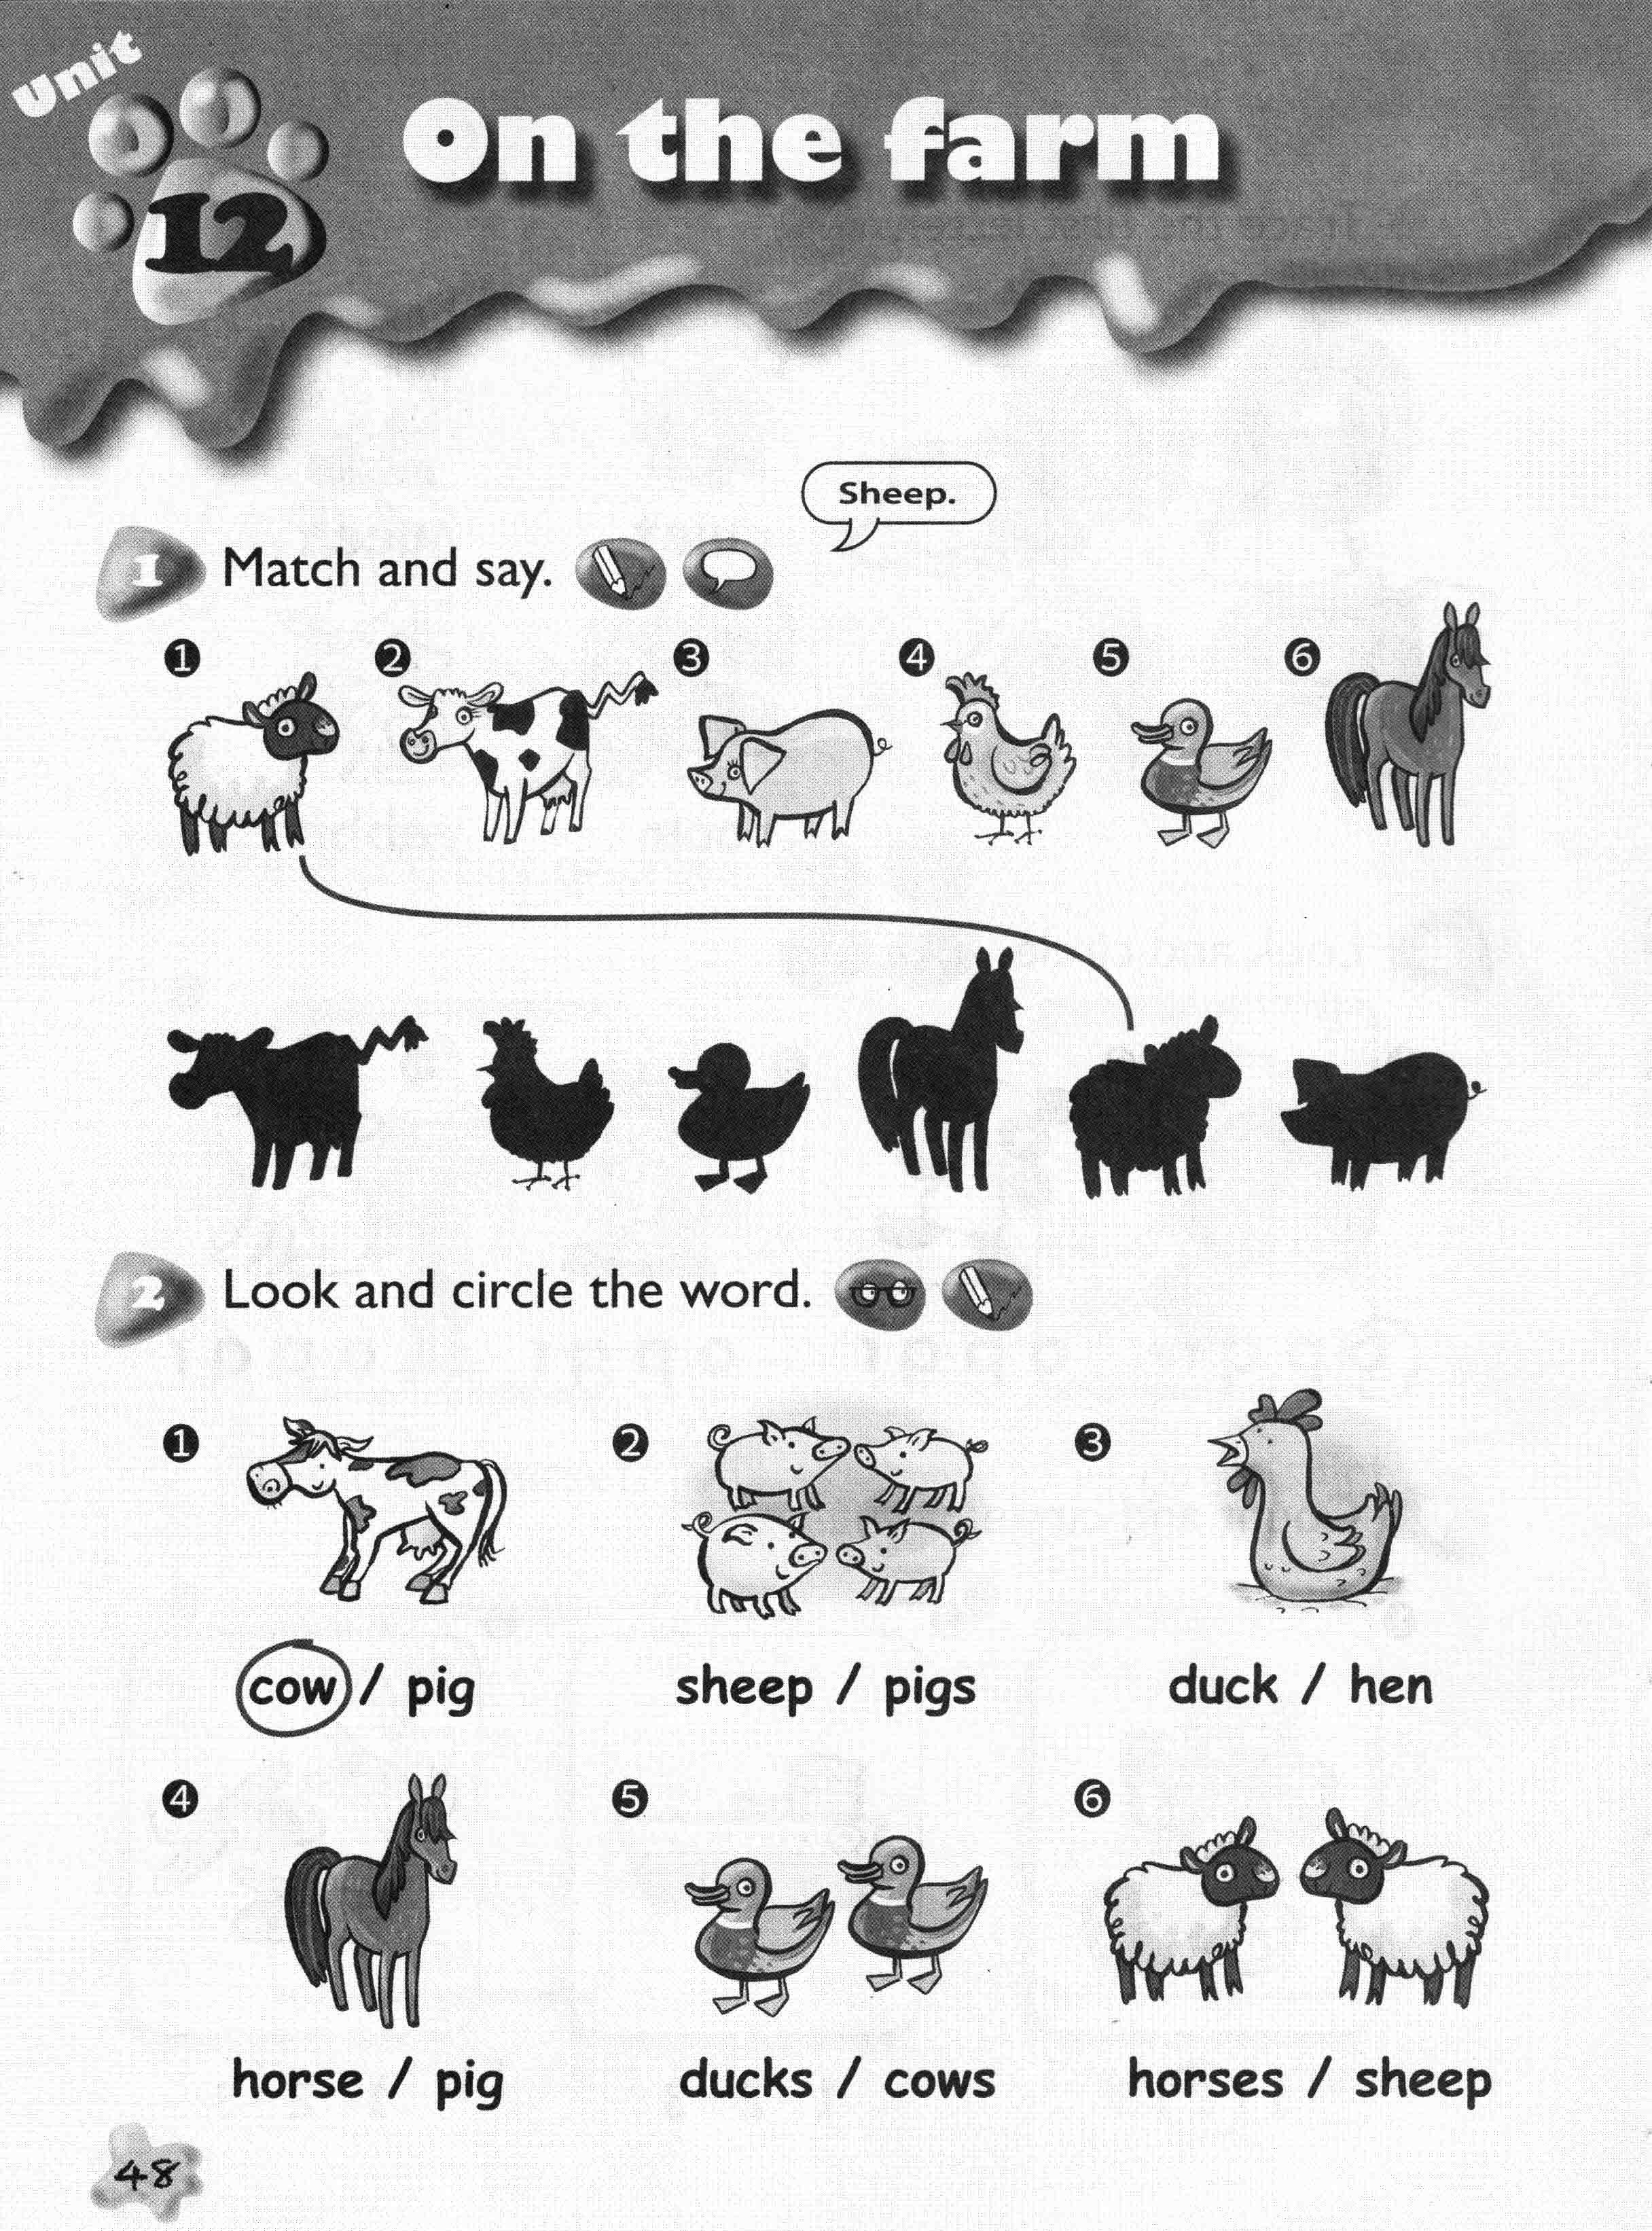 Unit
12
On the farm
Sheep.
1 Match and say.
1 2 3 4 5 6
2 Look and circle the word.
1 2 3
cow / pig sheep / pigs duck / hen
4 5 6
horse / pig ducks / cows horses / sheep
48